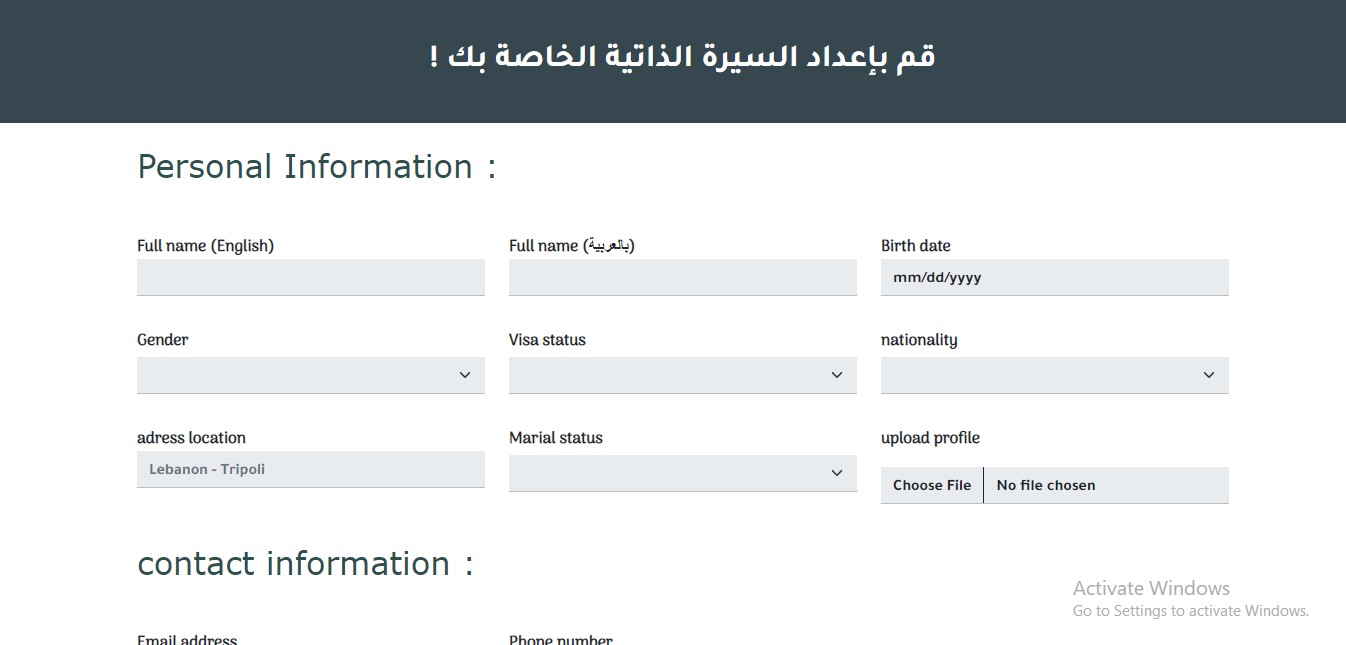 قم بإعداد السيرة الذاتية الخاصة بك !
Personal Information :
Full name (English)
Full name (بالعربية)
Birth date
mm/dd/yyyy
Gender
Visa status
nationality
adress location
Marial status
upload profile
Lebanon - Tripoli
Choose File
No file chosen
contact information :
Activate Windows
Go to Settings to activate Windows.
Email address
Phone number